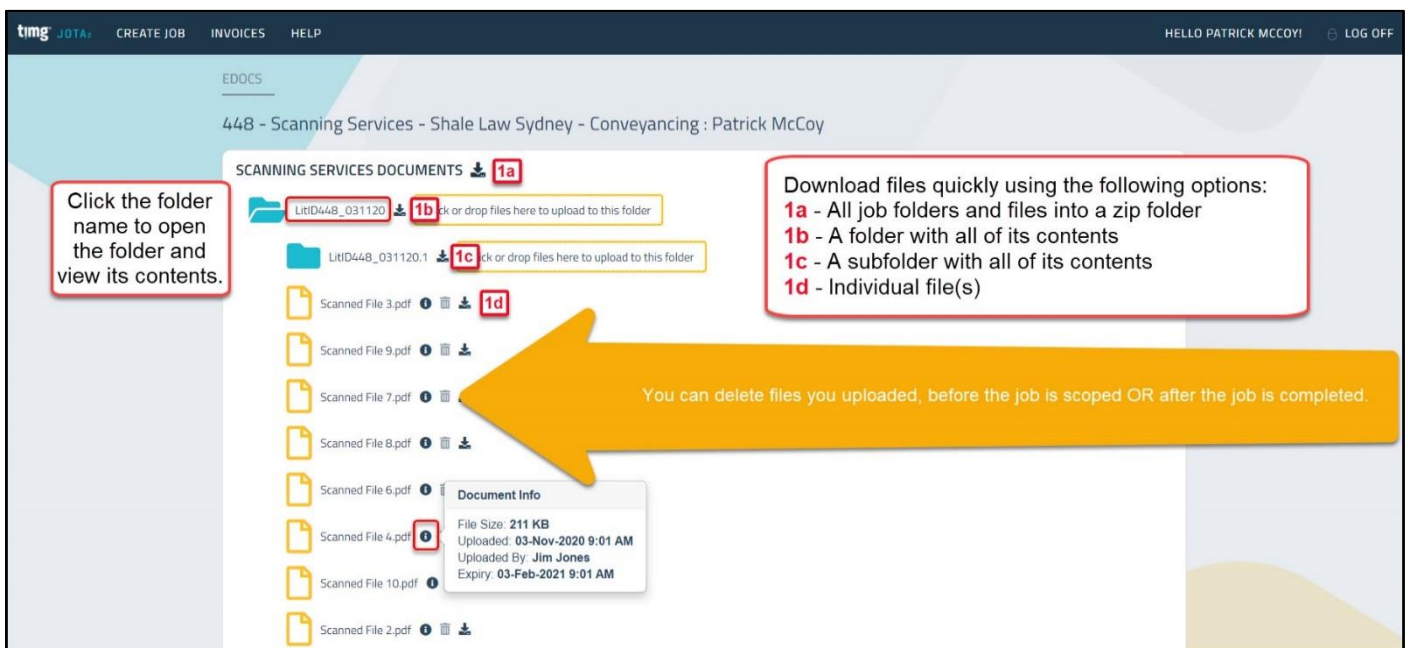 timg JOTA2 CREATE JOB INVOICES HELP HELLO PATRICK MCCOY! LOG OFF
EDOCS
448 - Scanning Services - Shale Law Sydney - Conveyancing : Patrick McCoy
SCANNING SERVICES DOCUMENTS 1a
Click the folder
name to open
the folder and
view its contents.
LitID448_031120 1b or drop files here to upload to this folder
LitID448_031120.1 1c or drop files here to upload to this folder
Download files quickly using the following options:
1a - All job folders and files into a zip folder
1b - A folder with all of its contents
1c - A subfolder with all of its contents
1d - Individual file(s)
Scanned File 3.pdf 1d
Scanned File 9.pdf
Scanned File 7.pdf
You can delete files you uploaded, before the job is scoped OR after the job is completed.
Scanned File 8.pdf
Scanned File 6.pdf
Document Info
File Size: 211 KB
Uploaded: 03-Nov-2020 9:01 AM
Uploaded By: Jim Jones
Expiry: 03-Feb-2021 9:01 AM
Scanned File 4.pdf
Scanned File 10.pdf
Scanned File 2.pdf